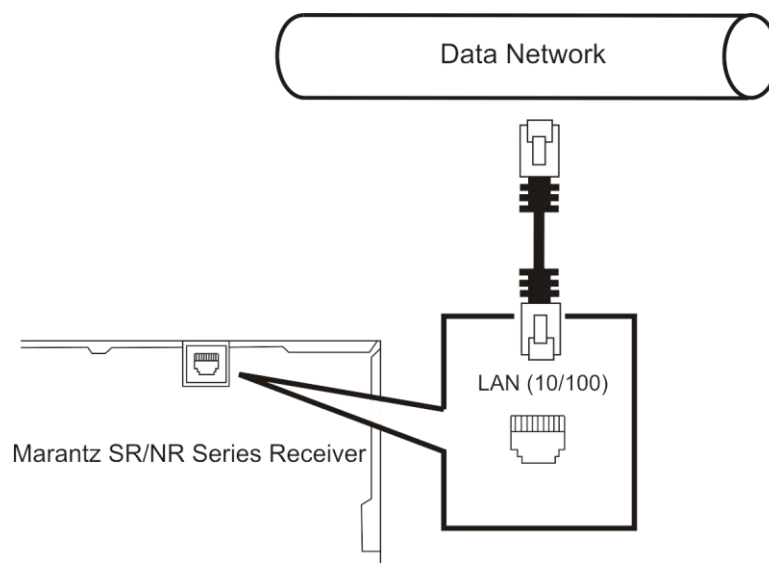 Data Network
LAN (10/100)
Marantz SR/NR Series Receiver